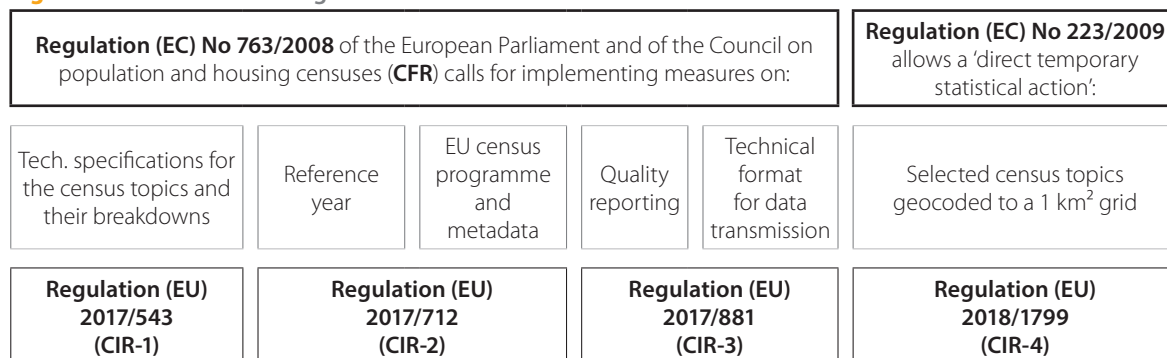 Regulation (EC) No 763/2008 of the European Parliament and of the Council on
population and housing censuses (CFR) calls for implementing measures on:
Regulation (EC) No 223/2009
allows a ‘direct temporary
statistical action’:
Tech. specifications for
the census topics and
their breakdowns
Reference
year
EU census
programme
and
metadata
Quality
reporting
Technical
format
for data
transmission
Selected census topics
geocoded to a 1 km² grid
Regulation (EU)
2017/543
(CIR-1)
Regulation (EU)
2017/712
(CIR-2)
Regulation (EU)
2017/881
(CIR-3)
Regulation (EU)
2018/1799
(CIR-4)